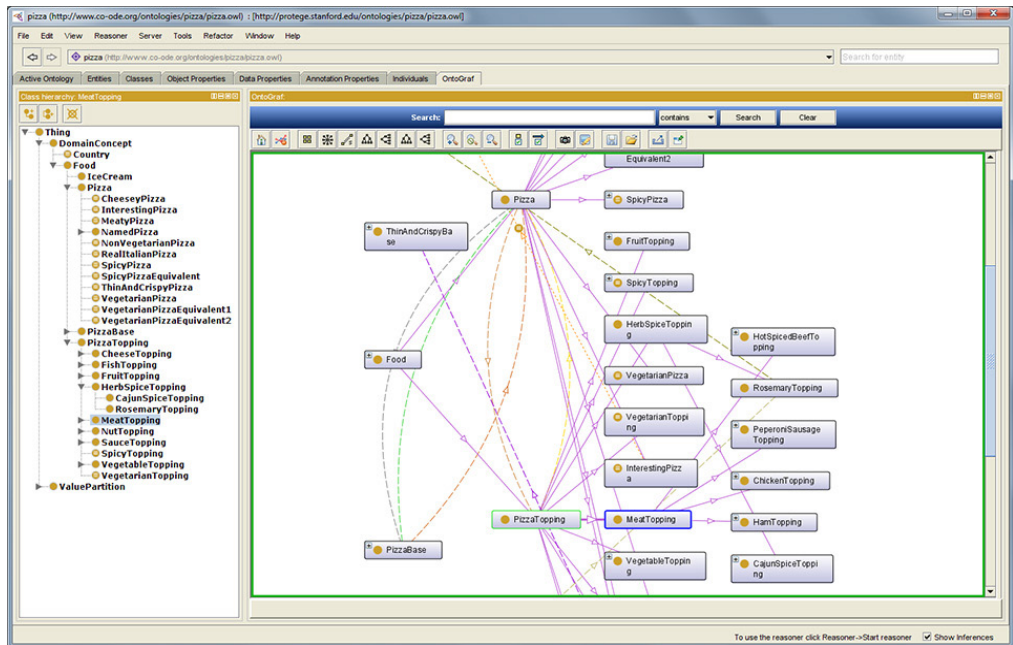 pizza (http://www.co-ode.org/ontologies/pizza/pizza.owl) : [http://protege.stanford.edu/ontologies/pizza/pizza.owl]
File Edit View Reasoner Server Tools Refactor Window Help
pizza (http://www.co-ode.org/ontologies/pizza/pizza.owl)
Search for entity
Active Ontology Entities Classes Object Properties Data Properties Annotation Properties Individuals OntoGraf
Class hierarchy: MeatTopping
Thing
DomainConcept
Country
Food
IceCream
Pizza
CheeseyPizza
InterestingPizza
MeatyPizza
NamedPizza
NonVegetarianPizza
RealItalianPizza
SpicyPizza
SpicyPizzaEquivalent
ThinAndCrispyPizza
VegetarianPizza
VegetarianPizzaEquivalent1
VegetarianPizzaEquivalent2
PizzaBase
PizzaTopping
CheeseTopping
FishTopping
FruitTopping
HerbSpiceTopping
CajunSpiceTopping
RosemaryTopping
MeatTopping
NutTopping
SauceTopping
SpicyTopping
VegetableTopping
VegetarianTopping
ValuePartition
OntoGraf:
Search: contains Search Clear
Equivalent2
Pizza
SpicyPizza
ThinAndCrispyBa
se
FruitTopping
SpicyTopping
HerbSpiceToppin
g
HotSpicedBeefTo
pping
Food
VegetarianPizza
RosemaryTopping
VegetarianToppi
ng
PeperoniSausage
Topping
InterestingPizz
a
ChickenTopping
PizzaTopping
MeatTopping
HamTopping
PizzaBase
VegetableToppin
g
CajunSpiceToppi
ng
To use the reasoner click Reasoner->Start reasoner Show Inferences